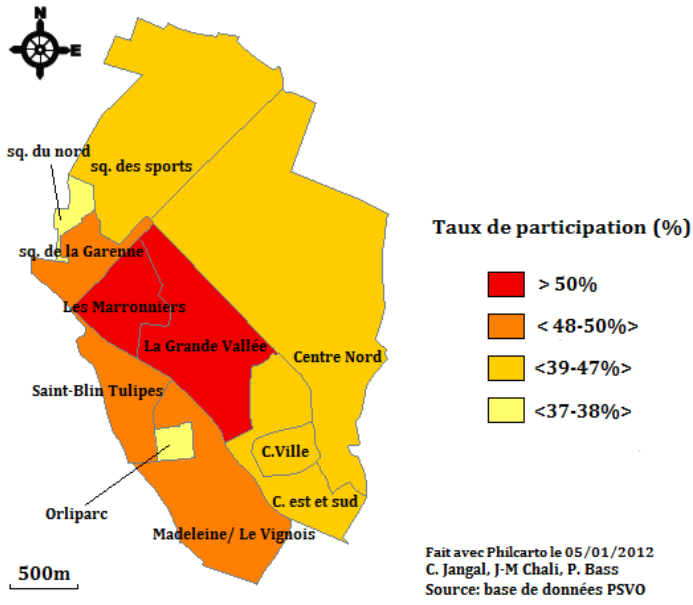 N
E
sq. du nord
sq. des sports
sq. de la Garenne
Les Marronniers
La Grande Vallée
Centre Nord
Saint-Blin Tulipes
C.Ville
C. est et sud
Orliparc
Madeleine/ Le Vignois
500m
Taux de participation (%)
> 50%
< 48-50%>
<39-47%>
<37-38%>
Fait avec Philcarto le 05/01/2012
C. Jangal, J-M Chali, P. Bass
Source: base de données PSVO